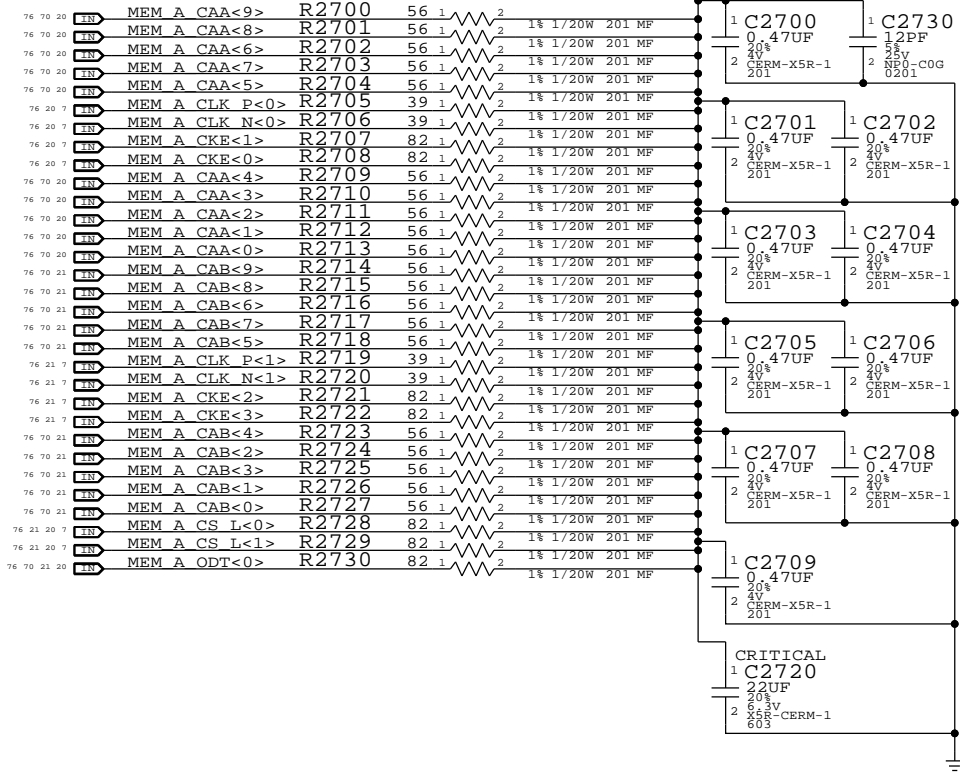 76 70 20 IN MEM_A_CAA<9> R2700 56 1 2 1% 1/20W 201 MF
76 70 20 IN MEM_A_CAA<8> R2701 56 1 2 1% 1/20W 201 MF
76 70 20 IN MEM_A_CAA<6> R2702 56 1 2 1% 1/20W 201 MF
76 70 20 IN MEM_A_CAA<7> R2703 56 1 2 1% 1/20W 201 MF
76 70 20 IN MEM_A_CAA<5> R2704 56 1 2 1% 1/20W 201 MF
76 20 7 IN MEM_A_CLK_P<0> R2705 39 1 2 1% 1/20W 201 MF
76 20 7 IN MEM_A_CLK_N<0> R2706 39 1 2 1% 1/20W 201 MF
76 20 7 IN MEM_A_CKE<1> R2707 82 1 2 1% 1/20W 201 MF
76 20 7 IN MEM_A_CKE<0> R2708 82 1 2 1% 1/20W 201 MF
76 70 20 IN MEM_A_CAA<4> R2709 56 1 2 1% 1/20W 201 MF
76 70 20 IN MEM_A_CAA<3> R2710 56 1 2 1% 1/20W 201 MF
76 70 20 IN MEM_A_CAA<2> R2711 56 1 2 1% 1/20W 201 MF
76 70 20 IN MEM_A_CAA<1> R2712 56 1 2 1% 1/20W 201 MF
76 70 20 IN MEM_A_CAA<0> R2713 56 1 2 1% 1/20W 201 MF
76 70 21 IN MEM_A_CAB<9> R2714 56 1 2 1% 1/20W 201 MF
76 70 21 IN MEM_A_CAB<8> R2715 56 1 2 1% 1/20W 201 MF
76 70 21 IN MEM_A_CAB<6> R2716 56 1 2 1% 1/20W 201 MF
76 70 21 IN MEM_A_CAB<7> R2717 56 1 2 1% 1/20W 201 MF
76 70 21 IN MEM_A_CAB<5> R2718 56 1 2 1% 1/20W 201 MF
76 21 7 IN MEM_A_CLK_P<1> R2719 39 1 2 1% 1/20W 201 MF
76 21 7 IN MEM_A_CLK_N<1> R2720 39 1 2 1% 1/20W 201 MF
76 21 7 IN MEM_A_CKE<2> R2721 82 1 2 1% 1/20W 201 MF
76 21 7 IN MEM_A_CKE<3> R2722 82 1 2 1% 1/20W 201 MF
76 70 21 IN MEM_A_CAB<4> R2723 56 1 2 1% 1/20W 201 MF
76 70 21 IN MEM_A_CAB<2> R2724 56 1 2 1% 1/20W 201 MF
76 70 21 IN MEM_A_CAB<3> R2725 56 1 2 1% 1/20W 201 MF
76 70 21 IN MEM_A_CAB<1> R2726 56 1 2 1% 1/20W 201 MF
76 70 21 IN MEM_A_CAB<0> R2727 56 1 2 1% 1/20W 201 MF
76 21 20 7 IN MEM_A_CS_L<0> R2728 82 1 2 1% 1/20W 201 MF
76 21 20 7 IN MEM_A_CS_L<1> R2729 82 1 2 1% 1/20W 201 MF
76 70 21 20 IN MEM_A_ODT<0> R2730 82 1 2 1% 1/20W 201 MF
1 C2700
0.47UF
20%
4V
2 CERM-X5R-1
201
1 C2730
12PF
5%
25V
2 NP0-C0G
0201
1 C2701
0.47UF
20%
4V
2 CERM-X5R-1
201
1 C2702
0.47UF
20%
4V
2 CERM-X5R-1
201
1 C2703
0.47UF
20%
4V
2 CERM-X5R-1
201
1 C2704
0.47UF
20%
4V
2 CERM-X5R-1
201
1 C2705
0.47UF
20%
4V
2 CERM-X5R-1
201
1 C2706
0.47UF
20%
4V
2 CERM-X5R-1
201
1 C2707
0.47UF
20%
4V
2 CERM-X5R-1
201
1 C2708
0.47UF
20%
4V
2 CERM-X5R-1
201
1 C2709
0.47UF
20%
4V
2 CERM-X5R-1
201
CRITICAL
1 C2720
22UF
20%
6.3V
2 X5R-CERM-1
603